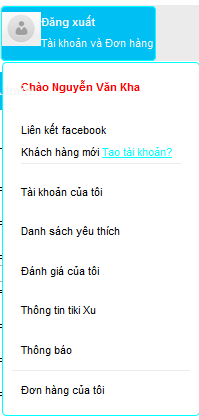 Đăng xuất
Tài khoản và Đơn hàng
Chào Nguyễn Văn Kha
Liên kết facebook
Khách hàng mới Tạo tài khoản?
Tài khoản của tôi
Danh sách yêu thích
Đánh giá của tôi
Thông tin tiki Xu
Thông báo
Đơn hàng của tôi